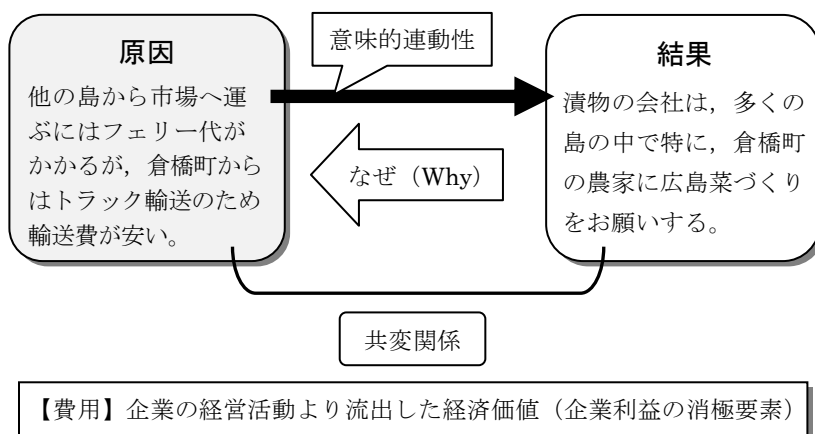 意味的連動性
原因
他の島から市場へ運
ぶにはフェリー代が
かかるが，倉橋町から
はトラック輸送のため
輸送費が安い。
結果
漬物の会社は，多くの
島の中で特に，倉橋町
の農家に広島菜づくり
をお願いする。
なぜ（Why）
共変関係
【費用】企業の経営活動より流出した経済価値（企業利益の消極要素）